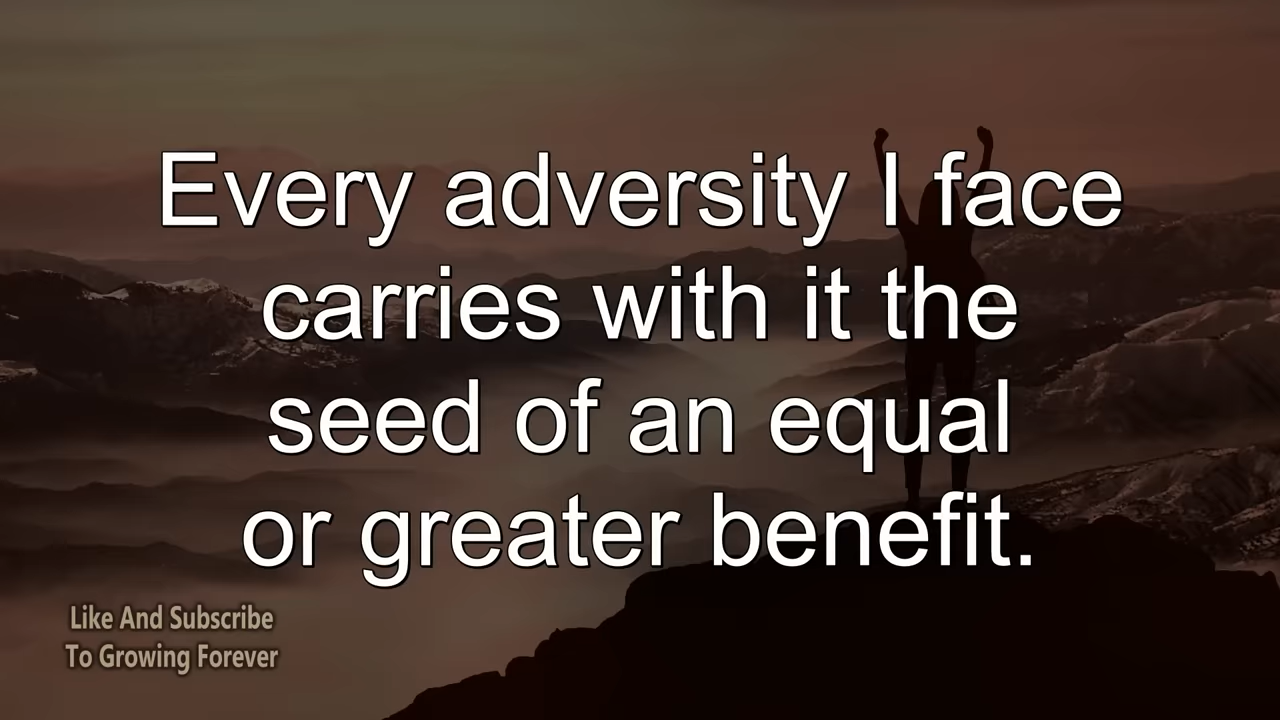 Every adversity I face
carries with it the
seed of an equal
or greater benefit.
Like And Subscribe
To Growing Forever